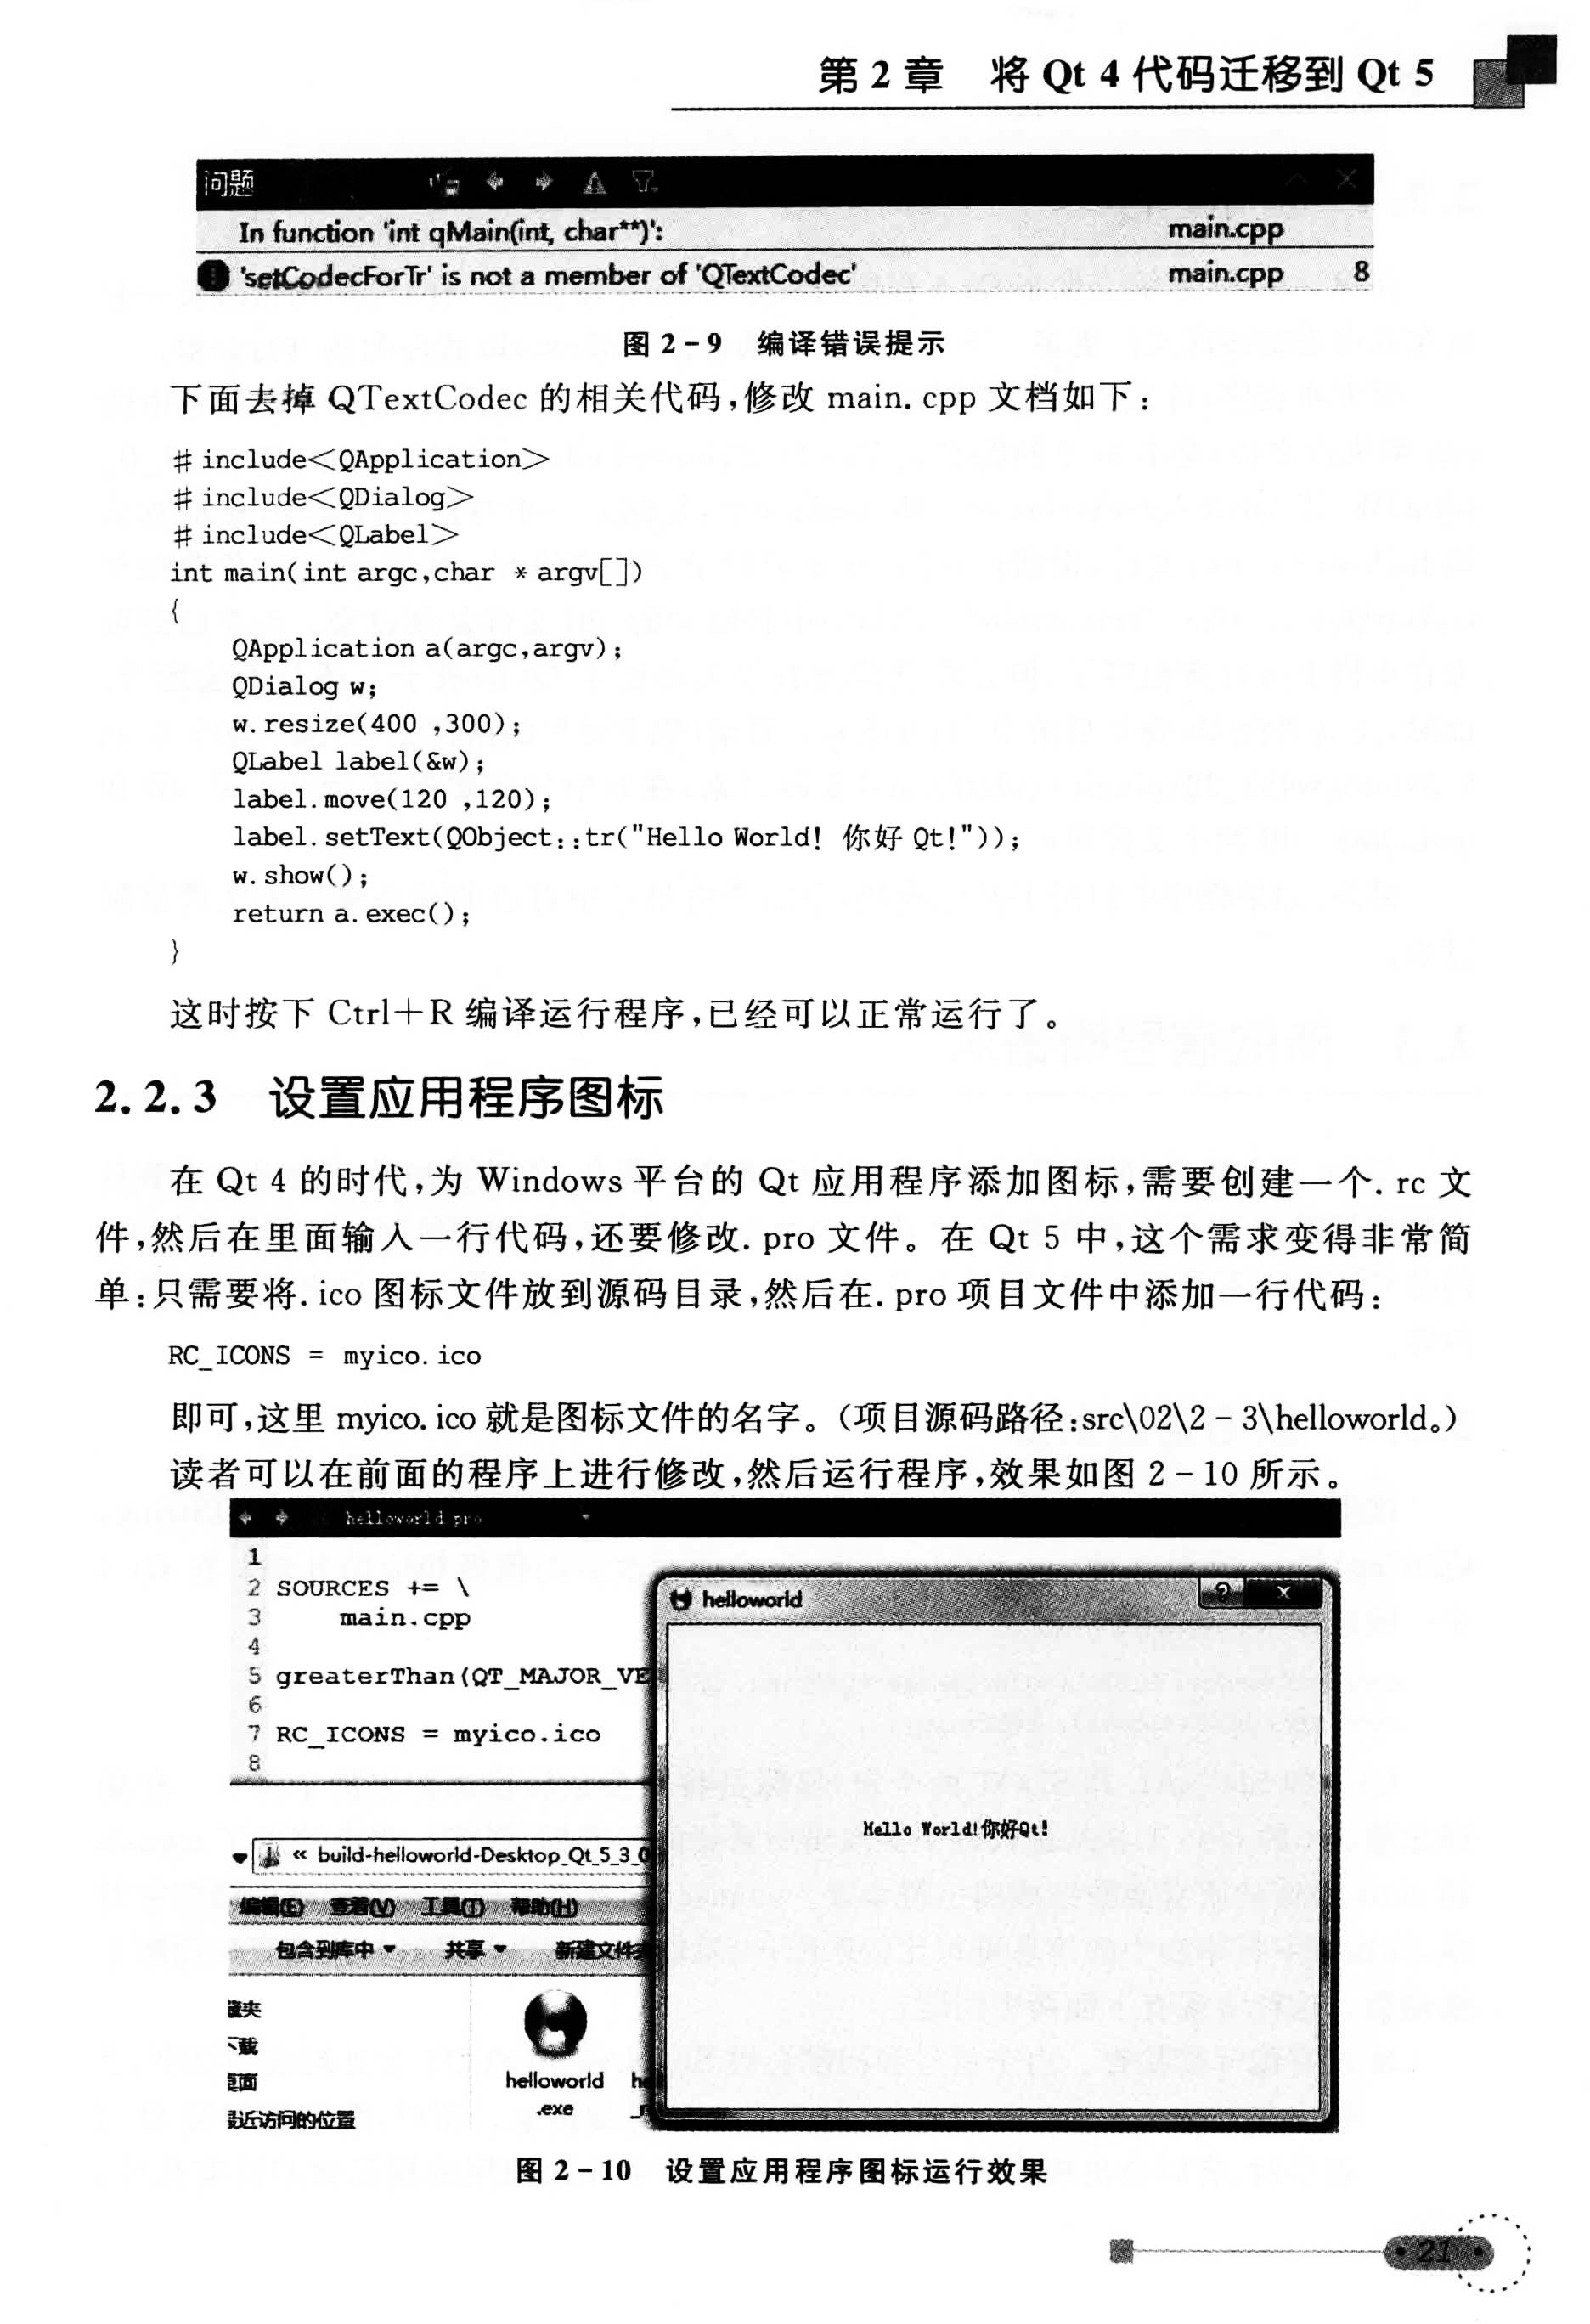 第 2 章 将 Qt 4 代码迁移到 Qt 5
问题
In function 'int qMain(int, char**)': main.cpp
'setCodecForTr' is not a member of 'QTextCodec' main.cpp 8
图 2-9 编译错误提示
下面去掉 QTextCodec 的相关代码,修改 main.cpp 文档如下:
#include<QApplication>
#include<QDialog>
#include<QLabel>
int main(int argc,char * argv[])
{
    QApplication a(argc,argv);
    QDialog w;
    w.resize(400 ,300);
    QLabel label(&w);
    label.move(120 ,120);
    label.setText(QObject::tr("Hello World! 你好 Qt!"));
    w.show();
    return a.exec();
}
这时按下 Ctrl+R 编译运行程序,已经可以正常运行了。
2.2.3 设置应用程序图标
在 Qt 4 的时代,为 Windows 平台的 Qt 应用程序添加图标,需要创建一个.rc 文
件,然后在里面输入一行代码,还要修改.pro 文件。在 Qt 5 中,这个需求变得非常简
单:只需要将.ico 图标文件放到源码目录,然后在.pro 项目文件中添加一行代码:
RC_ICONS = myico.ico
即可,这里 myico.ico 就是图标文件的名字。(项目源码路径:src\02\2-3\helloworld。)
读者可以在前面的程序上进行修改,然后运行程序,效果如图 2-10 所示。
helloworld.pro
1
2 SOURCES += \
3     main.cpp
4
5 greaterThan(QT_MAJOR_VE
6
7 RC_ICONS = myico.ico
8
helloworld
Hello World!你好Qt!
« build-helloworld-Desktop_Qt_5_3_0
编辑(E) 查看(V) 工具(T) 帮助(H)
包含到库中 共享 新建文件夹
藏夹
下载
桌面
最近访问的位置
helloworld
.exe
图 2-10 设置应用程序图标运行效果
21